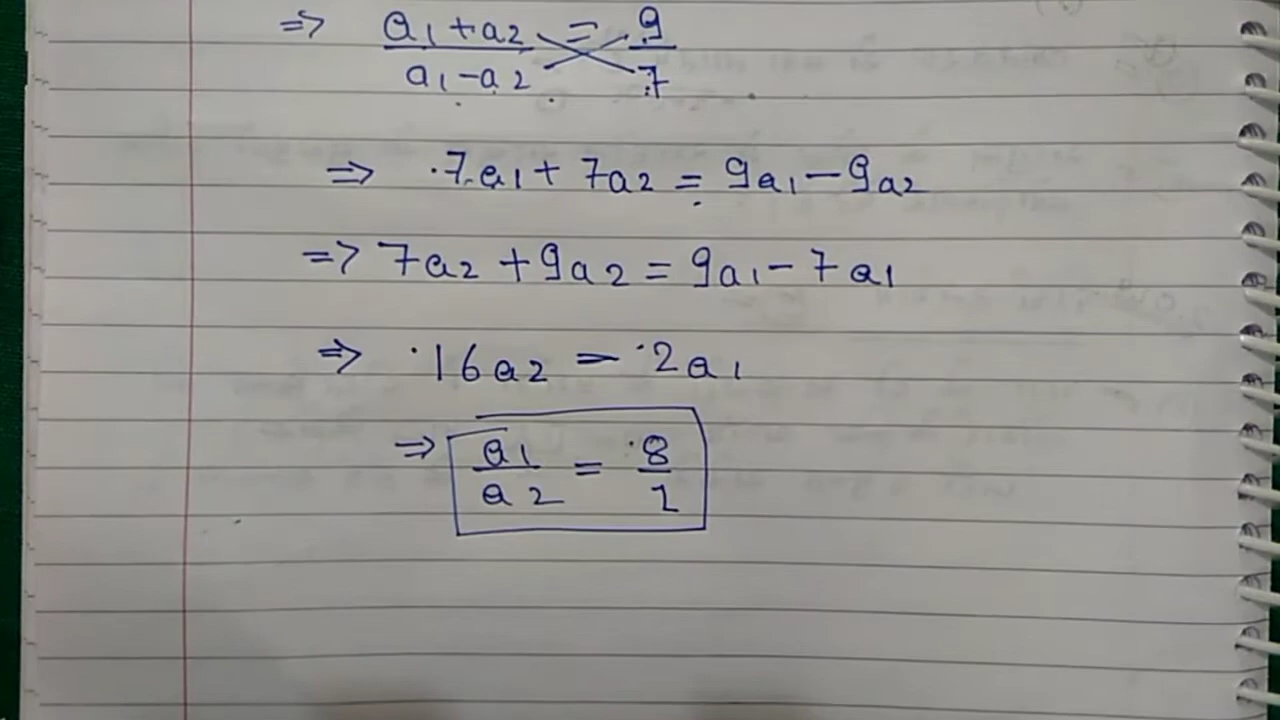 ⇒ a1 + a2 / a1 - a2 = 9 / 7
⇒ 7a1 + 7a2 = 9a1 - 9a2
⇒ 7a2 + 9a2 = 9a1 - 7a1
⇒ 16a2 = 2a1
⇒ a1 / a2 = 8 / 1